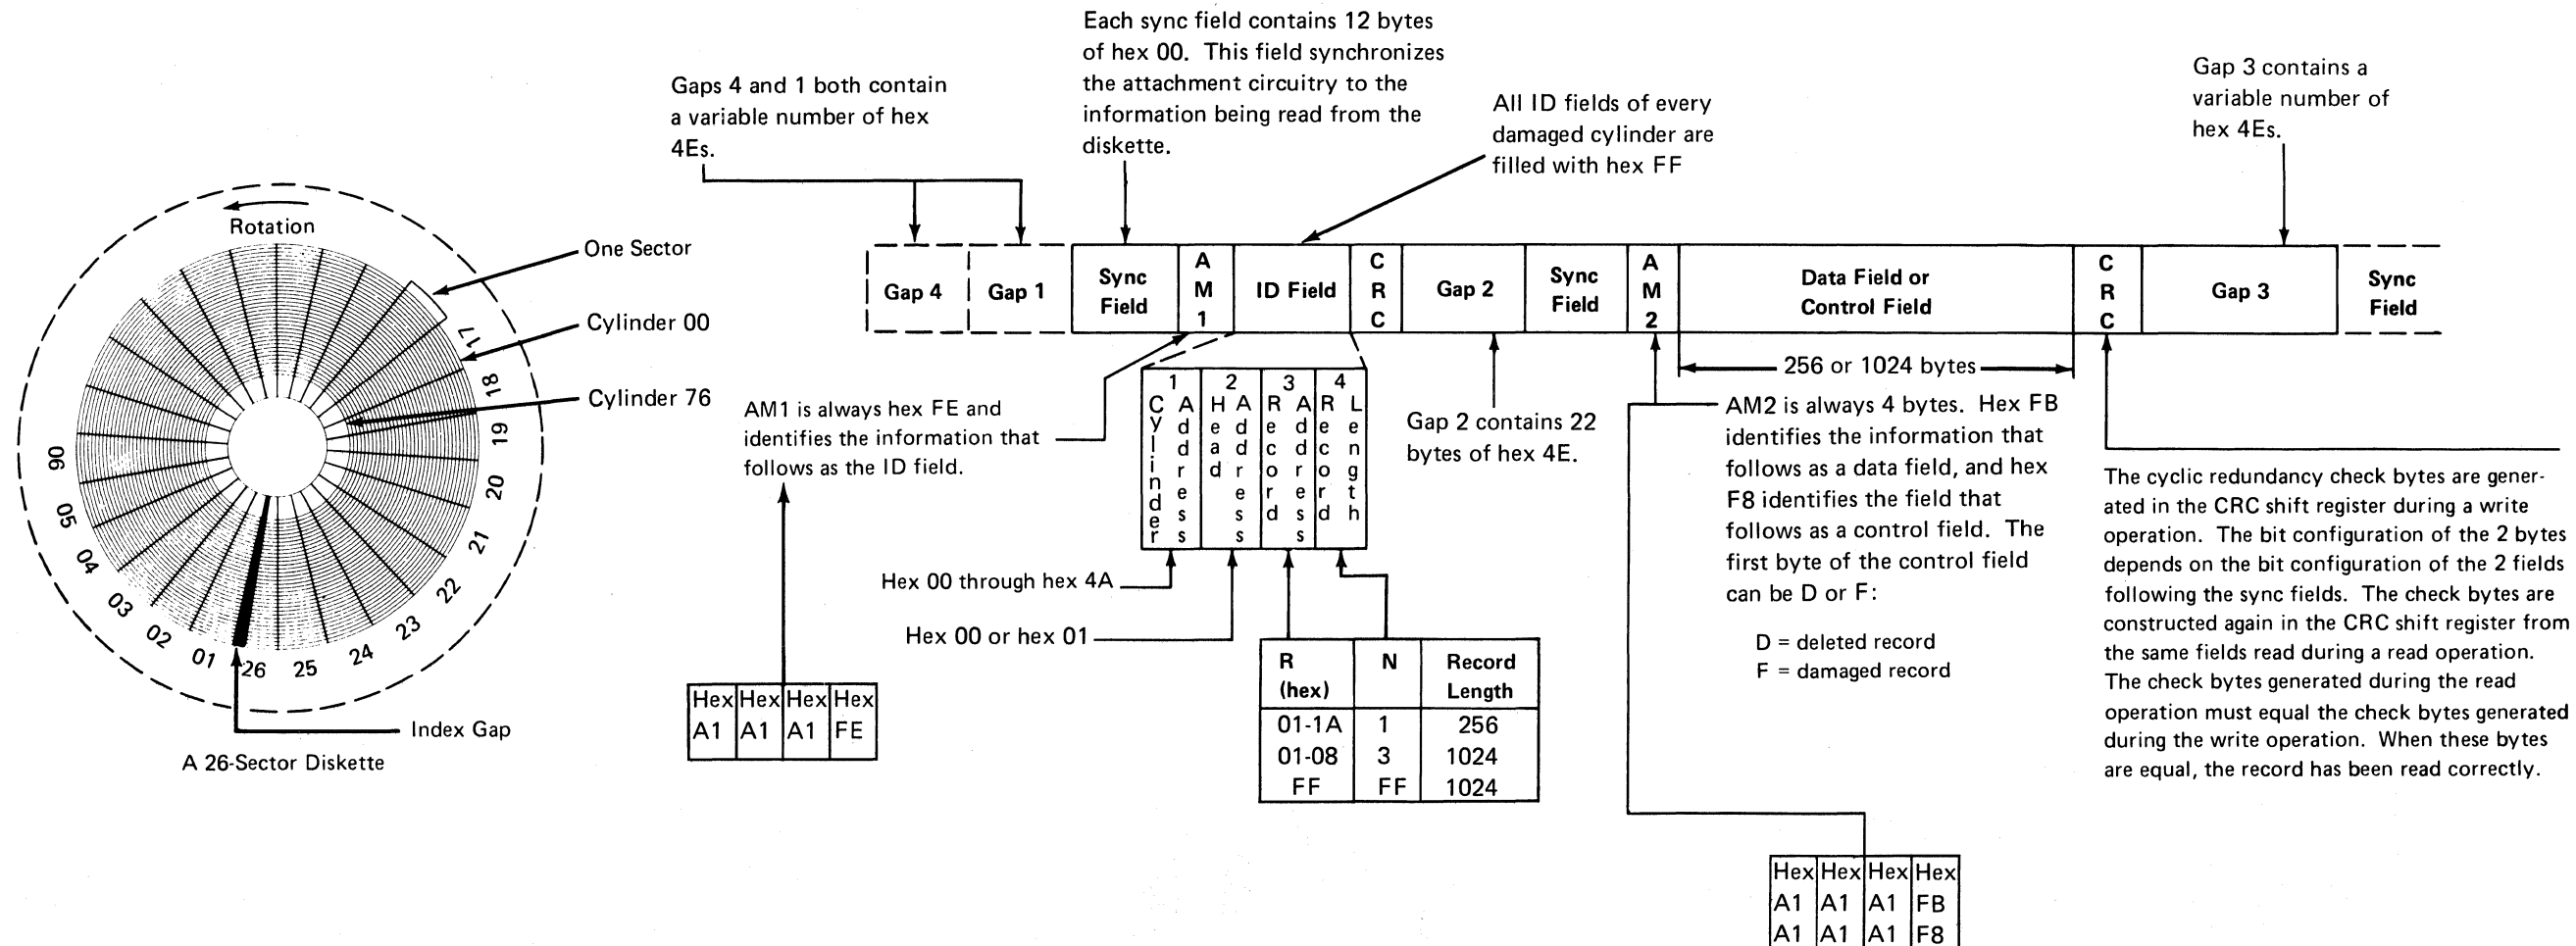 Each sync field contains 12 bytes
of hex 00. This field synchronizes
the attachment circuitry to the
information being read from the
diskette.
Gaps 4 and 1 both contain
a variable number of hex
4Es.
All ID fields of every
damaged cylinder are
filled with hex FF
Gap 3 contains a
variable number of
hex 4Es.
Rotation
One Sector
Cylinder 00
Cylinder 76
17
18
19
20
21
22
23
24
25
26
01
02
03
04
05
06
Index Gap
A 26-Sector Diskette
Gap 4
Gap 1
Sync
Field
AM1
ID Field
CRC
Gap 2
Sync
Field
AM2
Data Field or
Control Field
CRC
Gap 3
Sync
Field
256 or 1024 bytes
AM1 is always hex FE and
identifies the information that
follows as the ID field.
Hex Hex Hex Hex
A1 A1 A1 FE
1 2 3 4
Cylinder Address
Head Address
Record Address
Record Length
Hex 00 through hex 4A
Hex 00 or hex 01
R N Record
(hex) Length
01-1A 1 256
01-08 3 1024
FF FF 1024
Gap 2 contains 22
bytes of hex 4E.
AM2 is always 4 bytes. Hex FB
identifies the information that
follows as a data field, and hex
F8 identifies the field that
follows as a control field. The
first byte of the control field
can be D or F:
D = deleted record
F = damaged record
Hex Hex Hex Hex
A1 A1 A1 FB
A1 A1 A1 F8
The cyclic redundancy check bytes are gener-
ated in the CRC shift register during a write
operation. The bit configuration of the 2 bytes
depends on the bit configuration of the 2 fields
following the sync fields. The check bytes are
constructed again in the CRC shift register from
the same fields read during a read operation.
The check bytes generated during the read
operation must equal the check bytes generated
during the write operation. When these bytes
are equal, the record has been read correctly.